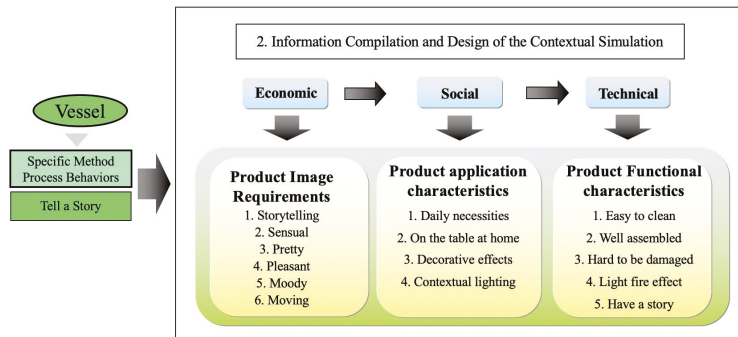 2. Information Compilation and Design of the Contextual Simulation
Vessel
Specific Method
Process Behaviors
Tell a Story
Economic
Social
Technical
Product Image
Requirements
1. Storytelling
2. Sensual
3. Pretty
4. Pleasant
5. Moody
6. Moving
Product application
characteristics
1. Daily necessities
2. On the table at home
3. Decorative effects
4. Contextual lighting
Product Functional
characteristics
1. Easy to clean
2. Well assembled
3. Hard to be damaged
4. Light fire effect
5. Have a story